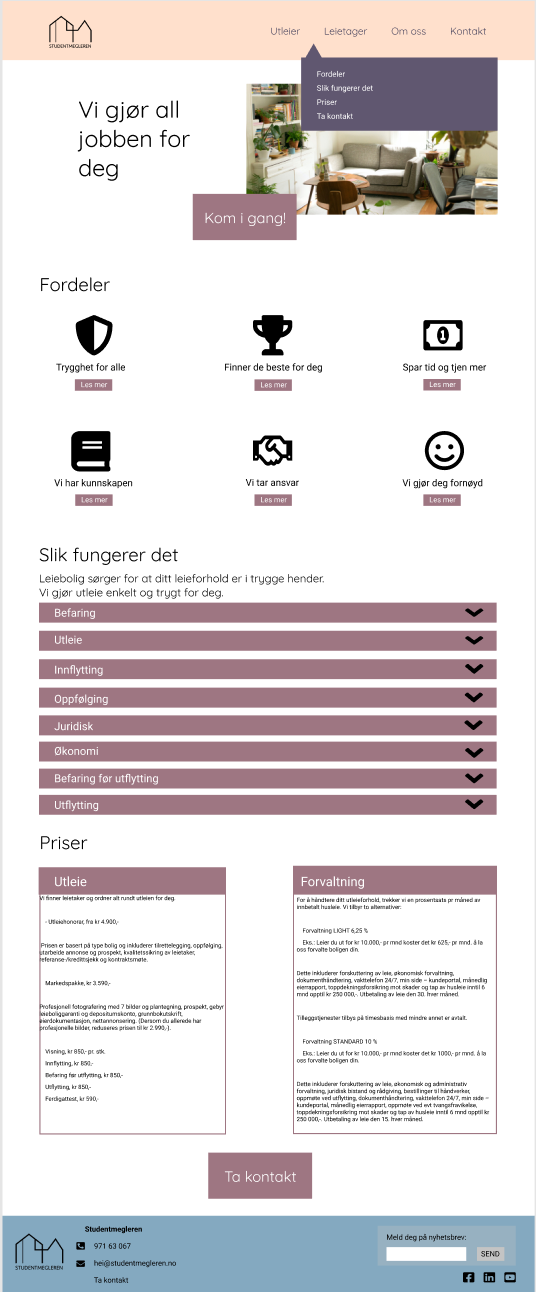 STUDENTMEGLEREN
Utleier Leietager Om oss Kontakt
Fordeler
Slik fungerer det
Priser
Ta kontakt
Vi gjør all
jobben for
deg
Kom i gang!
Fordeler
Trygghet for alle
Les mer
Finner de beste for deg
Les mer
Spar tid og tjen mer
Les mer
Vi har kunnskapen
Les mer
Vi tar ansvar
Les mer
Vi gjør deg fornøyd
Les mer
Slik fungerer det
Leiebolig sørger for at ditt leieforhold er i trygge hender.
Vi gjør utleie enkelt og trygt for deg.
Befaring
Utleie
Innflytting
Oppfølging
Juridisk
Økonomi
Befaring før utflytting
Utflytting
Priser
Utleie
Vi finner leietaker og ordner alt rundt utleien for deg.
- Utleiehonorar, fra kr 4.900,-
Prisen er basert på type bolig og inkluderer tilrettelegging, oppfølging,
utarbeide annonse og prospekt, kvalitetssikring av leietaker,
referanse-/kredittsjekk og kontraktsmøte.
Markedspakke, kr 3.590,-
Profesjonell fotografering med 7 bilder og plantegning, prospekt, gebyr
leieboliggaranti og depositumskonto, grunnbokutskrift,
eierdokumentasjon, nettannonsering. (Dersom du allerede har
profesjonelle bilder, reduseres prisen til kr 2.990,-).
Visning, kr 850,- pr. stk.
Innflytting, kr 850,-
Befaring før utflytting, kr 850,-
Utflytting, kr 850,-
Ferdigattest, kr 590,-
Forvaltning
For å håndtere ditt utleieforhold, trekker vi en prosentsats pr måned av
innbetalt husleie. Vi tilbyr to alternativer:
Forvaltning LIGHT 6,25 %
Eks.: Leier du ut for kr 10.000,- pr mnd koster det kr 625,- pr mnd. å la
oss forvalte boligen din.
Dette inkluderer forskuttering av leie, økonomisk forvaltning,
dokumenthåndtering, vakttelefon 24/7, min side – kundeportal, månedlig
eierrapport, toppdekningsforsikring mot skader og tap av husleie inntil 6
mnd opptil kr 250 000,-. Utbetaling av leie den 30. hver måned.
Tilleggstjenester tilbys på timesbasis med mindre annet er avtalt.
Forvaltning STANDARD 10 %
Eks.: Leier du ut for kr 10.000,- pr mnd koster det kr 1000,- pr mnd. å la
oss forvalte boligen din.
Dette inkluderer forskuttering av leie, økonomisk og administrativ
forvaltning, juridisk bistand og rådgiving, bestillinger til håndverker,
oppmøte ved utflytting, dokumenthåndtering, vakttelefon 24/7, min side –
kundeportal, månedlig eierrapport, oppmøte ved evt tvangsfravikelse,
toppdekningsforsikring mot skader og tap av husleie inntil 6 mnd opptil kr
250 000,-. Utbetaling av leie den 15. hver måned.
Ta kontakt
STUDENTMEGLEREN
Studentmegleren
971 63 067
hei@studentmegleren.no
Ta kontakt
Meld deg på nyhetsbrev:
SEND